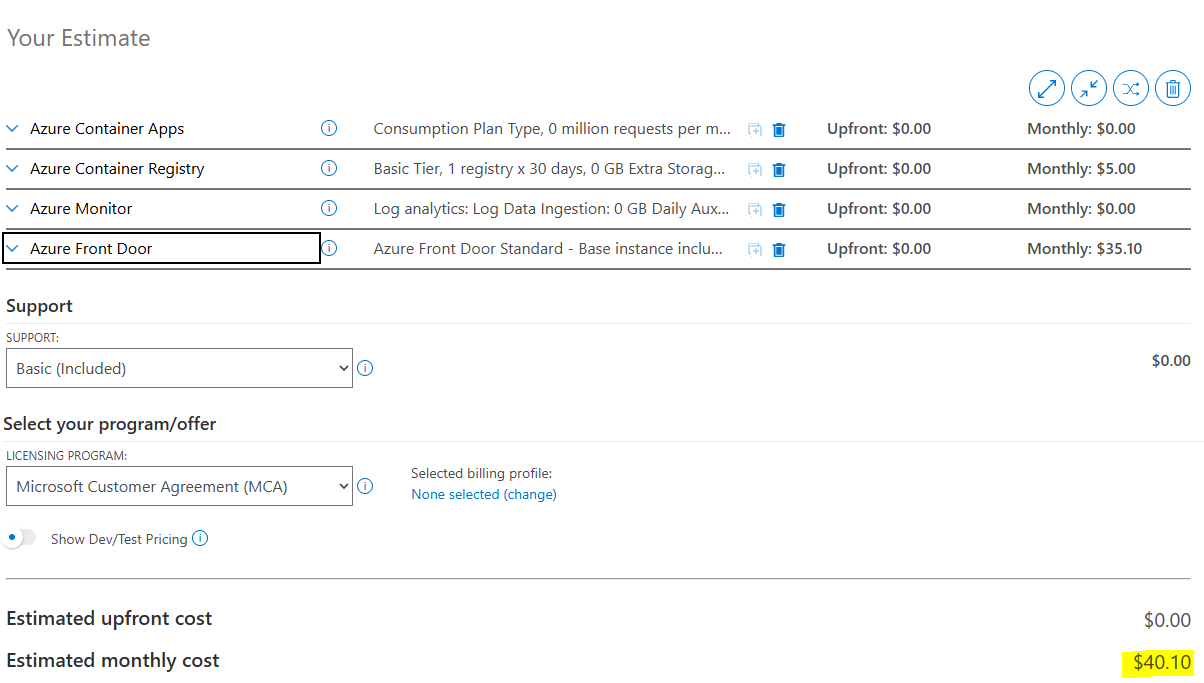 Your Estimate
Azure Container Apps Consumption Plan Type, 0 million requests per m... Upfront: $0.00 Monthly: $0.00
Azure Container Registry Basic Tier, 1 registry x 30 days, 0 GB Extra Storag... Upfront: $0.00 Monthly: $5.00
Azure Monitor Log analytics: Log Data Ingestion: 0 GB Daily Aux... Upfront: $0.00 Monthly: $0.00
Azure Front Door Azure Front Door Standard - Base instance inclu... Upfront: $0.00 Monthly: $35.10
Support
SUPPORT:
Basic (Included) $0.00
Select your program/offer
LICENSING PROGRAM:
Microsoft Customer Agreement (MCA)
Selected billing profile:
None selected (change)
Show Dev/Test Pricing
Estimated upfront cost $0.00
Estimated monthly cost $40.10